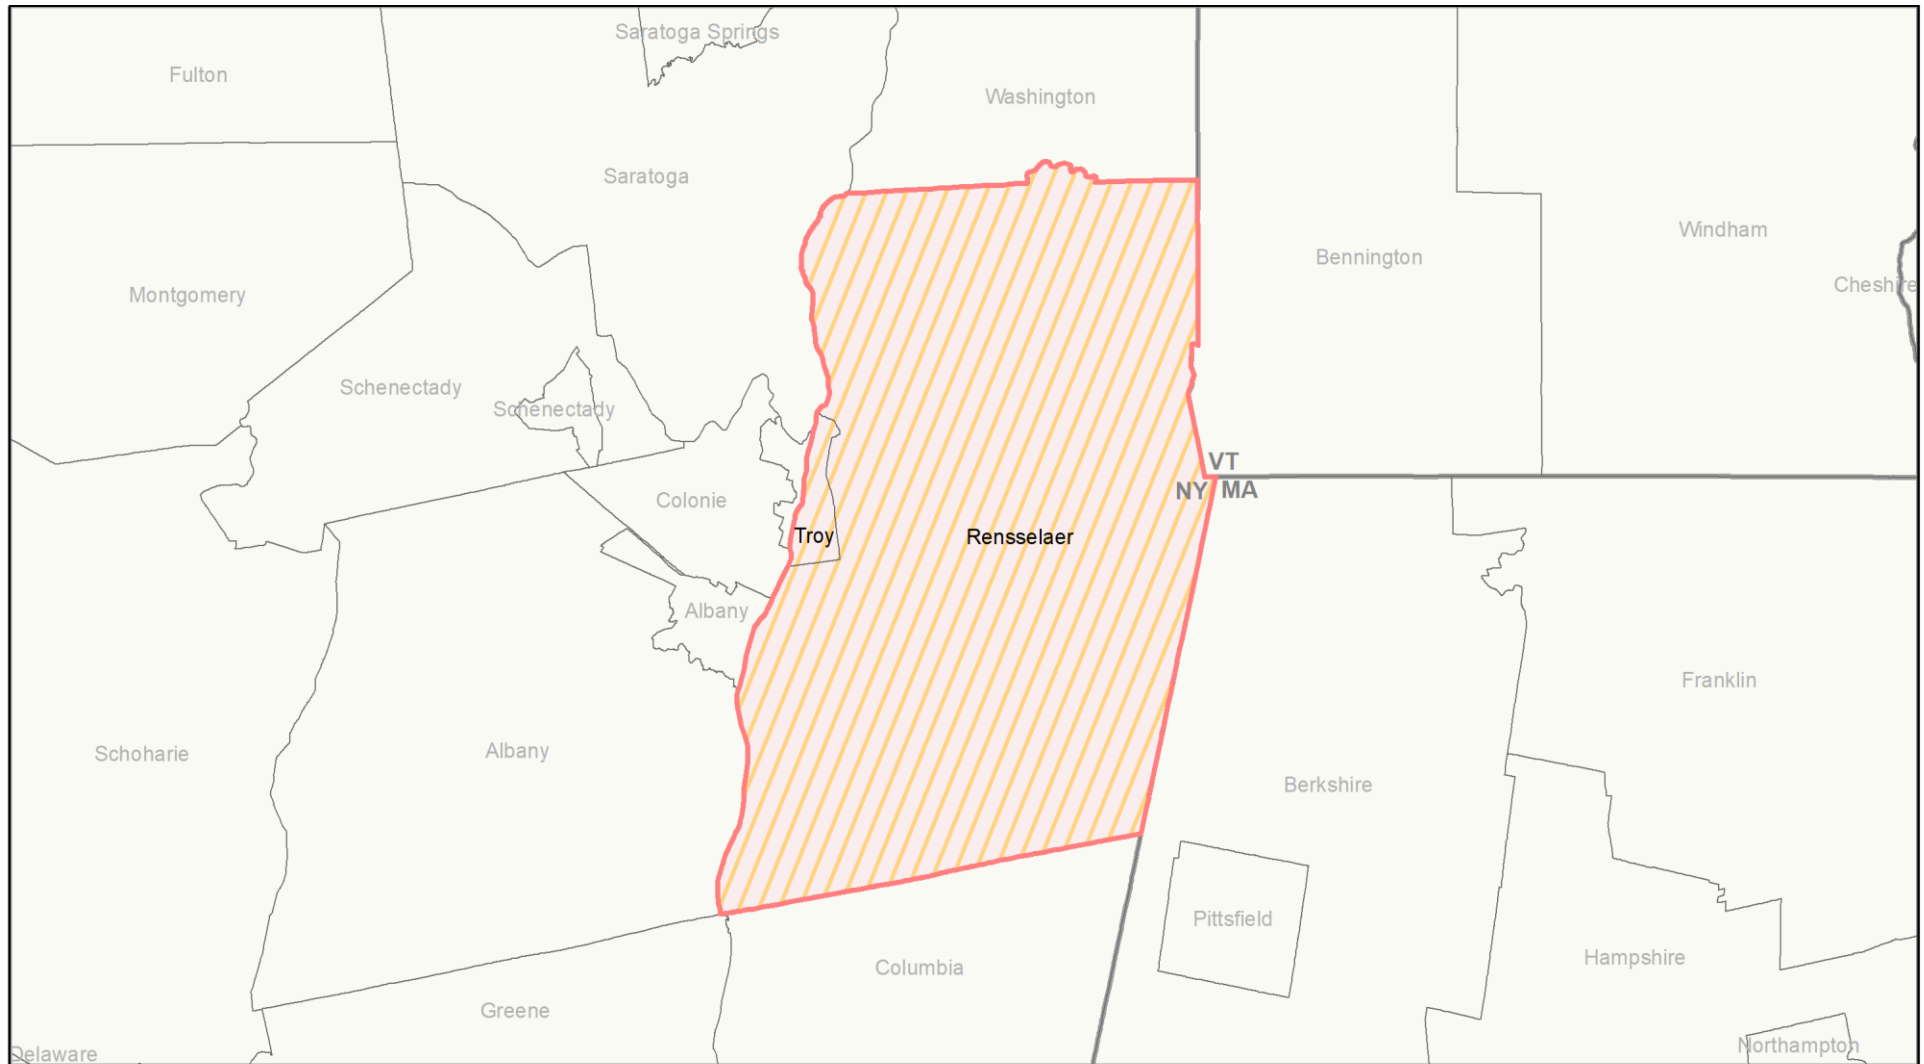 Saratoga Springs
Fulton
Washington
Saratoga
Windham
Bennington
Cheshire
Montgomery
Schenectady
Schenectady
VT
NY
MA
Colonie
Troy
Rensselaer
Albany
Franklin
Albany
Schoharie
Berkshire
Pittsfield
Hampshire
Columbia
Greene
Northampton
Delaware